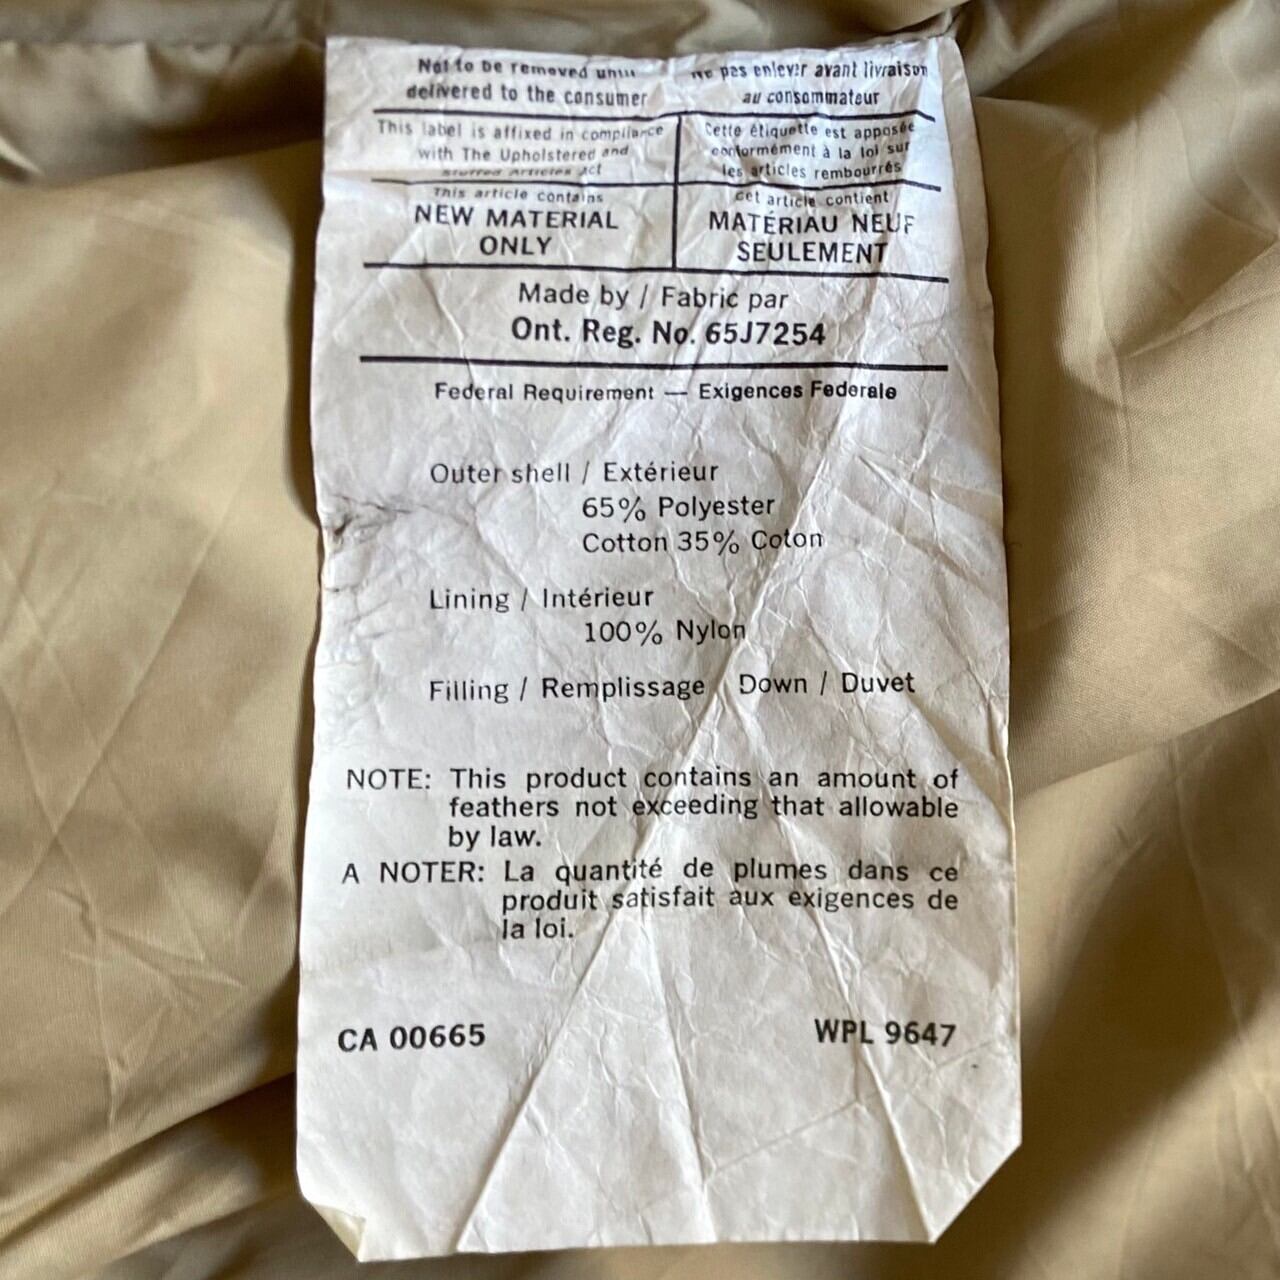 Not to be removed until
delivered to the consumer
Ne pas enlever avant livraison
au consommateur
This label is affixed in compliance
with The Upholstered and
Stuffed Articles Act
Cette étiquette est apposée
conformément à la loi sur
les articles rembourrés
This article contains
NEW MATERIAL
ONLY
Cet article contient
MATÉRIAU NEUF
SEULEMENT
Made by / Fabric par
Ont. Reg. No. 65J7254
Federal Requirement — Exigences Federale
Outer shell / Extérieur
65% Polyester
Cotton 35% Coton
Lining / Intérieur
100% Nylon
Filling / Remplissage Down / Duvet
NOTE: This product contains an amount of
feathers not exceeding that allowable
by law.
A NOTER: La quantité de plumes dans ce
produit satisfait aux exigences de
la loi.
CA 00665 WPL 9647